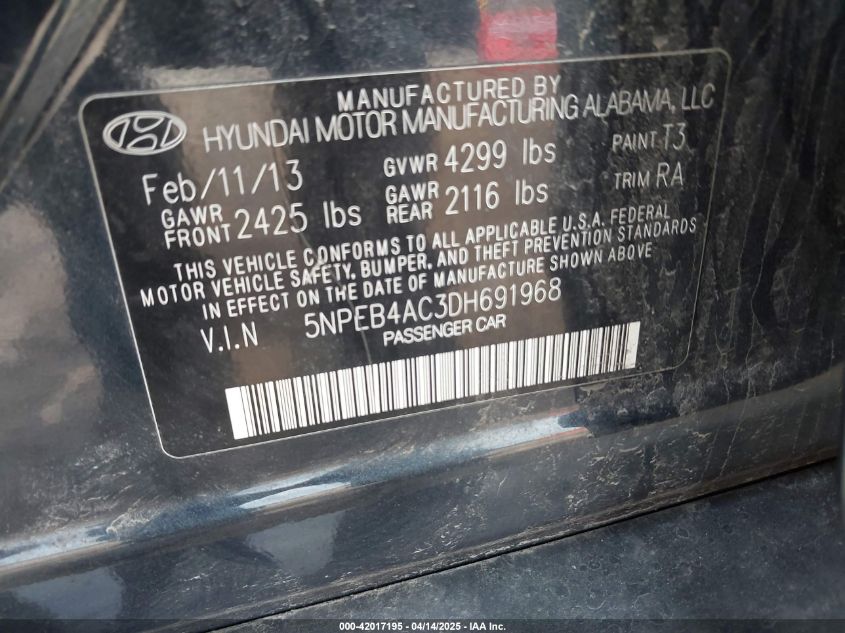 MANUFACTURED BY
HYUNDAI MOTOR MANUFACTURING ALABAMA, LLC
Feb/11/13 GVWR 4299 lbs PAINT T3
GAWR FRONT 2425 lbs GAWR REAR 2116 lbs TRIM RA
THIS VEHICLE CONFORMS TO ALL APPLICABLE U.S.A. FEDERAL
MOTOR VEHICLE SAFETY, BUMPER, AND THEFT PREVENTION STANDARDS
IN EFFECT ON THE DATE OF MANUFACTURE SHOWN ABOVE
V.I.N 5NPEB4AC3DH691968
PASSENGER CAR
000-42017195 - 04/14/2025 - IAA Inc.